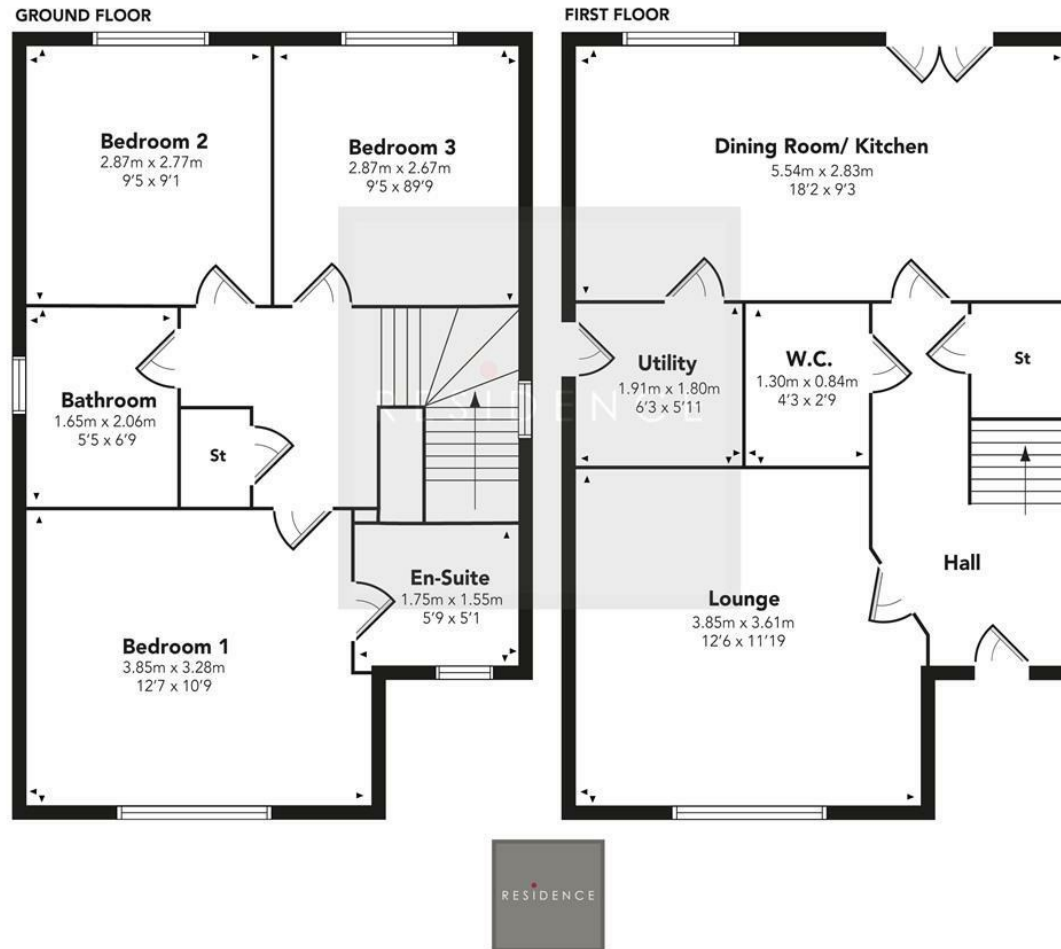 GROUND FLOOR
Bedroom 2
2.87m x 2.77m
9'5 x 9'1
Bedroom 3
2.87m x 2.67m
9'5 x 89'9
Bathroom
1.65m x 2.06m
5'5 x 6'9
St
En-Suite
1.75m x 1.55m
5'9 x 5'1
Bedroom 1
3.85m x 3.28m
12'7 x 10'9
FIRST FLOOR
Dining Room/ Kitchen
5.54m x 2.83m
18'2 x 9'3
Utility
1.91m x 1.80m
6'3 x 5'11
W.C.
1.30m x 0.84m
4'3 x 2'9
St
Hall
Lounge
3.85m x 3.61m
12'6 x 11'19
RESIDENCE
RESIDENCE